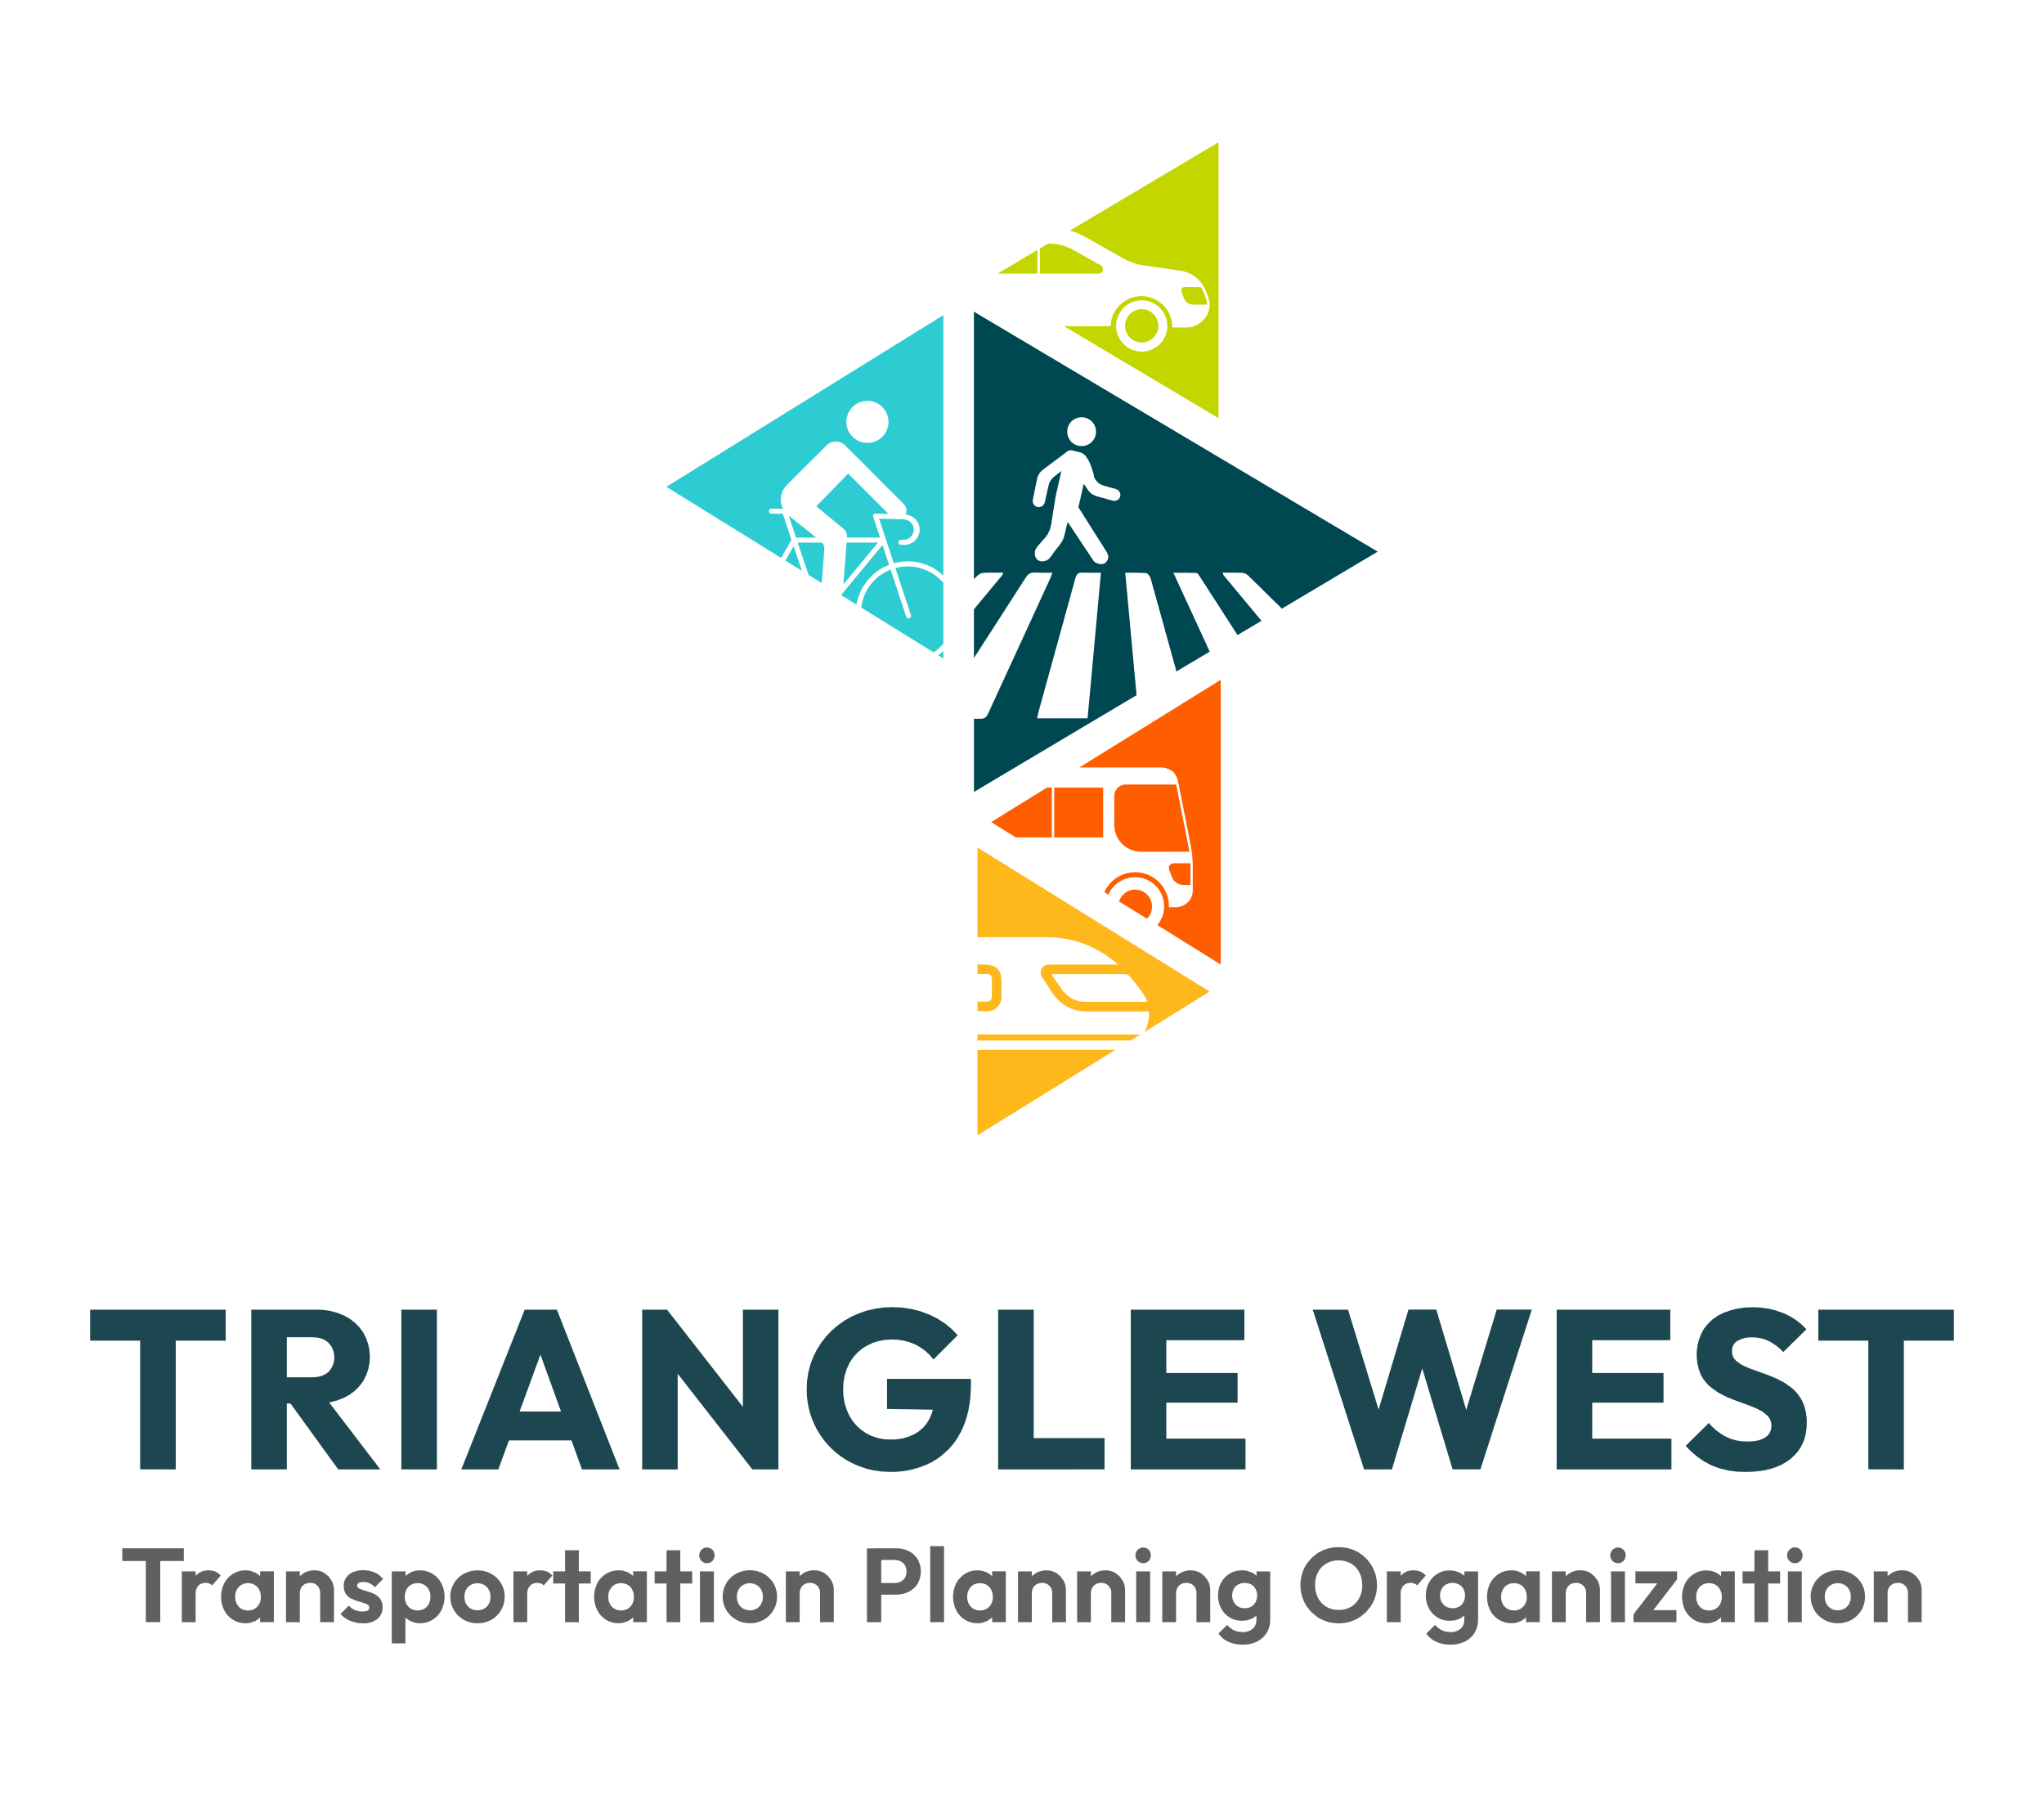 TRIANGLE WEST
Transportation Planning Organization